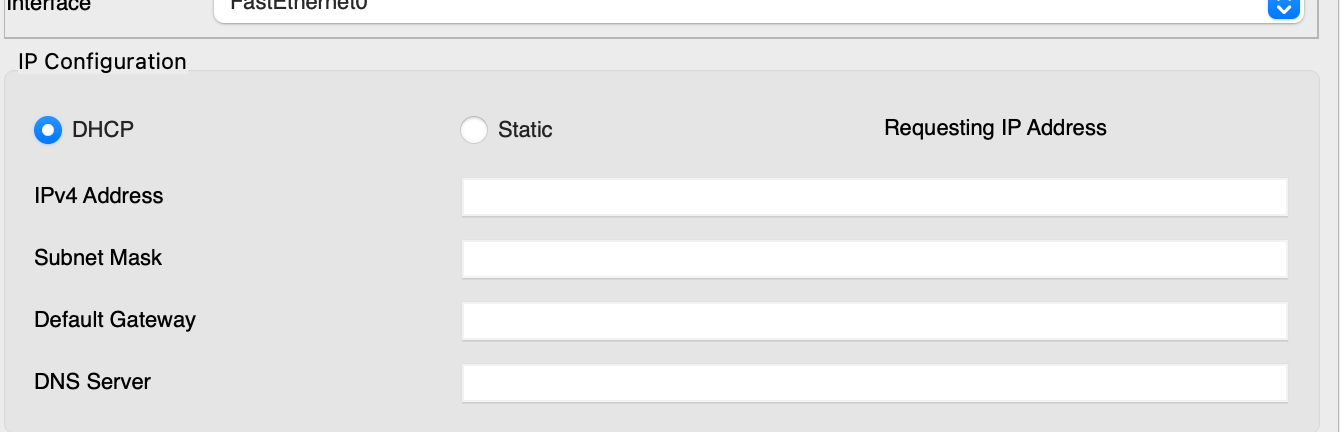 Interface FastEthernet0
IP Configuration
DHCP Static Requesting IP Address
IPv4 Address
Subnet Mask
Default Gateway
DNS Server